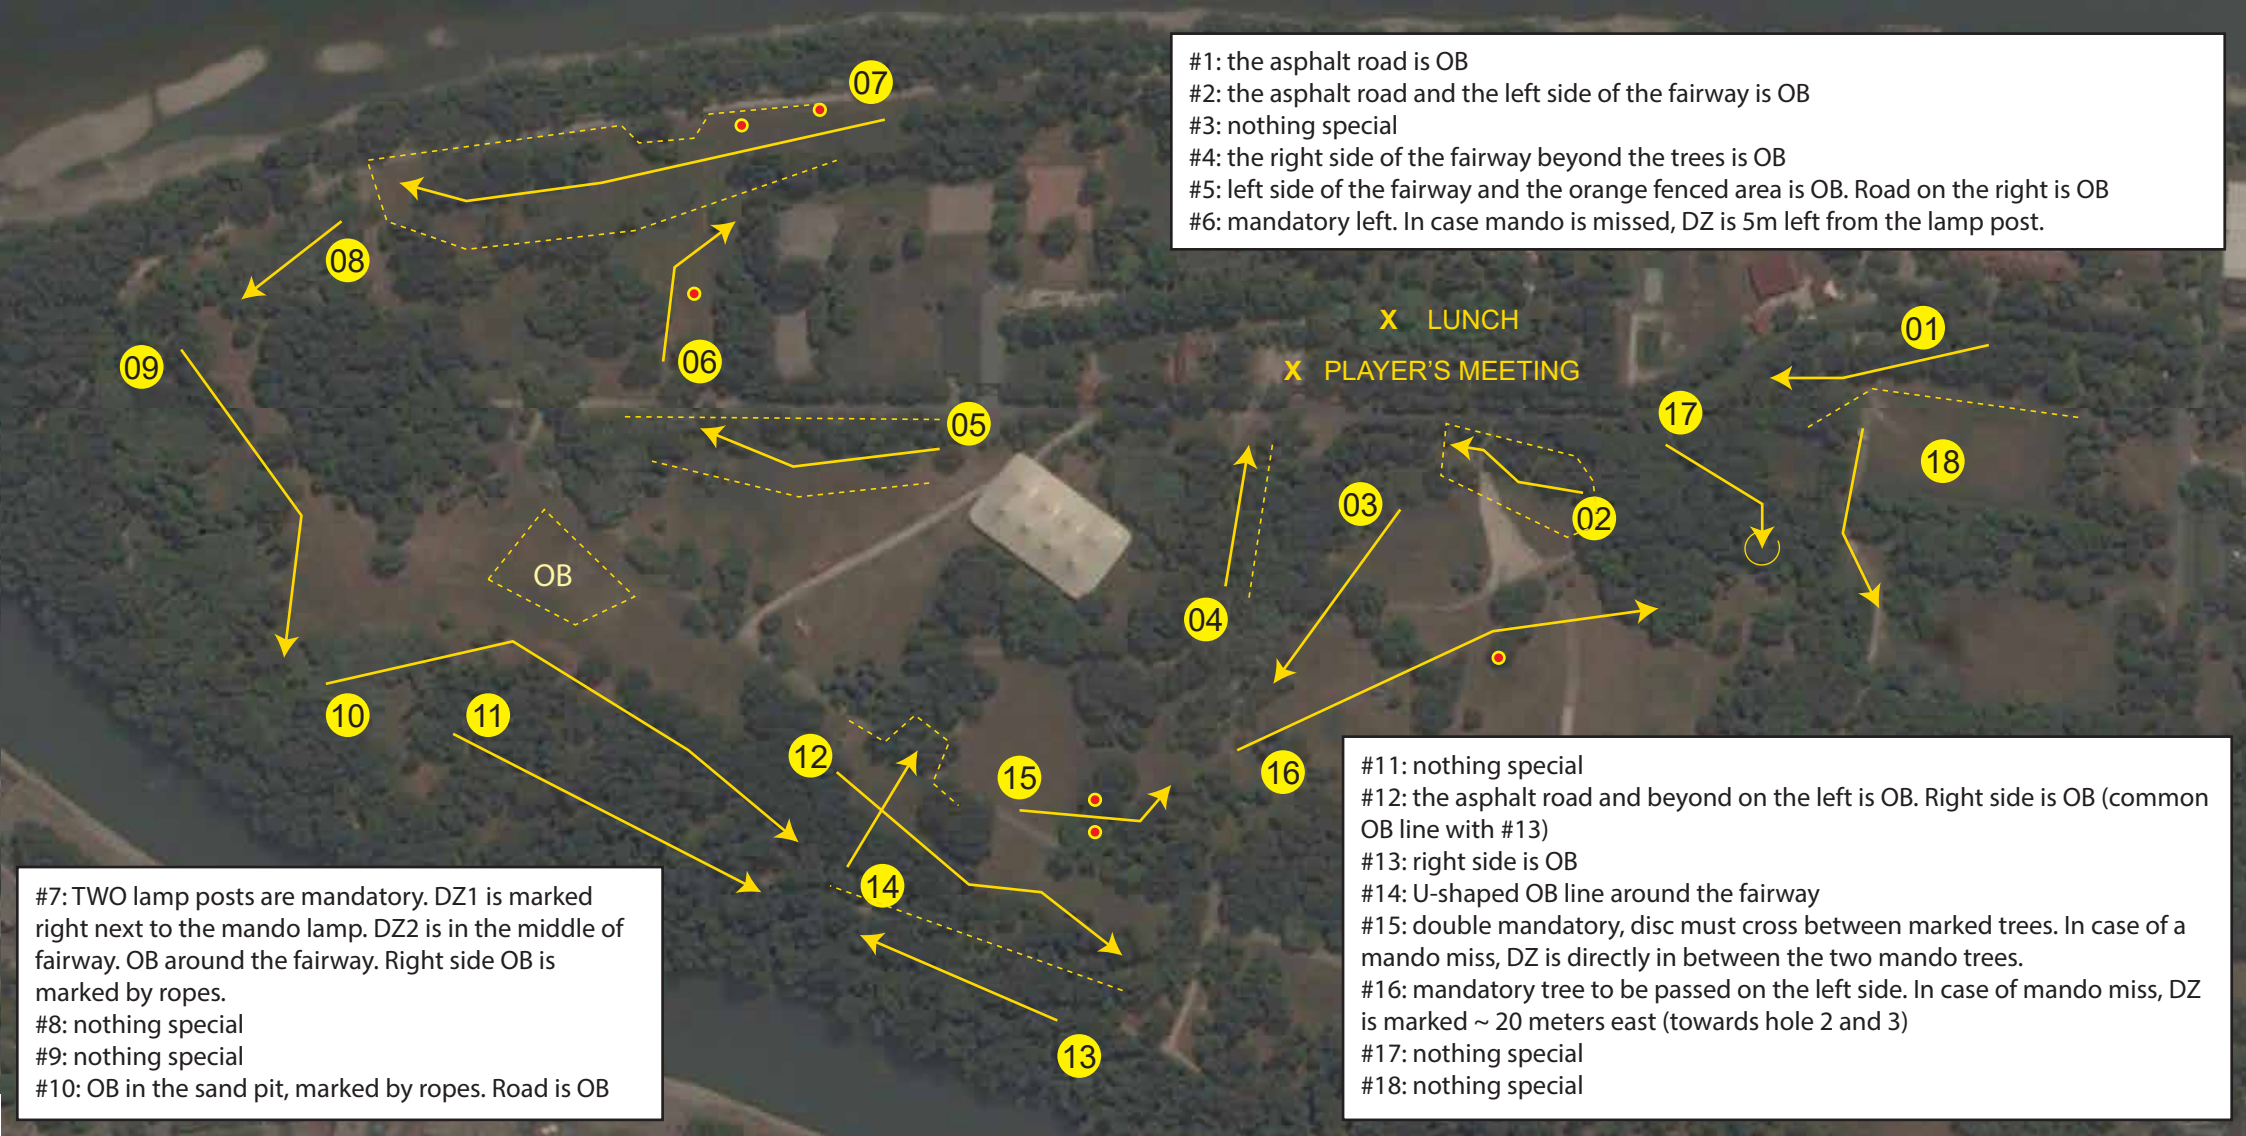 #1: the asphalt road is OB
#2: the asphalt road and the left side of the fairway is OB
#3: nothing special
#4: the right side of the fairway beyond the trees is OB
#5: left side of the fairway and the orange fenced area is OB. Road on the right is OB
#6: mandatory left. In case mando is missed, DZ is 5m left from the lamp post.
07
08
01
X LUNCH
09
06
X PLAYER'S MEETING
17
05
18
03
02
OB
04
10
11
12
15
16
14
13
#7: TWO lamp posts are mandatory. DZ1 is marked
right next to the mando lamp. DZ2 is in the middle of
fairway. OB around the fairway. Right side OB is
marked by ropes.
#8: nothing special
#9: nothing special
#10: OB in the sand pit, marked by ropes. Road is OB
#11: nothing special
#12: the asphalt road and beyond on the left is OB. Right side is OB (common
OB line with #13)
#13: right side is OB
#14: U-shaped OB line around the fairway
#15: double mandatory, disc must cross between marked trees. In case of a
mando miss, DZ is directly in between the two mando trees.
#16: mandatory tree to be passed on the left side. In case of mando miss, DZ
is marked ~ 20 meters east (towards hole 2 and 3)
#17: nothing special
#18: nothing special